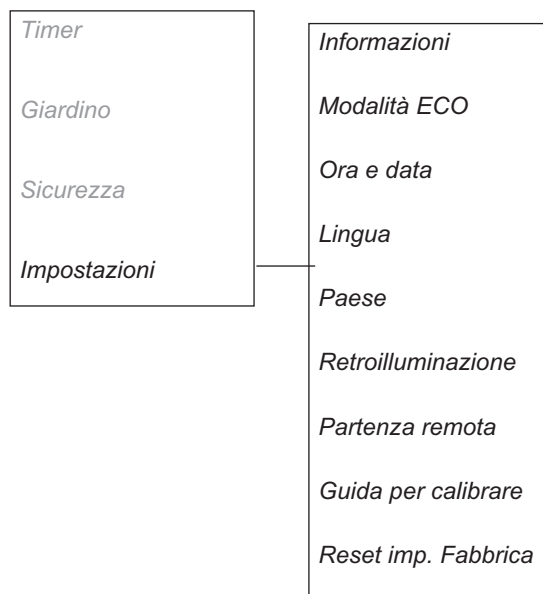 Timer
Giardino
Sicurezza
Impostazioni
Informazioni
Modalità ECO
Ora e data
Lingua
Paese
Retroilluminazione
Partenza remota
Guida per calibrare
Reset imp. Fabbrica